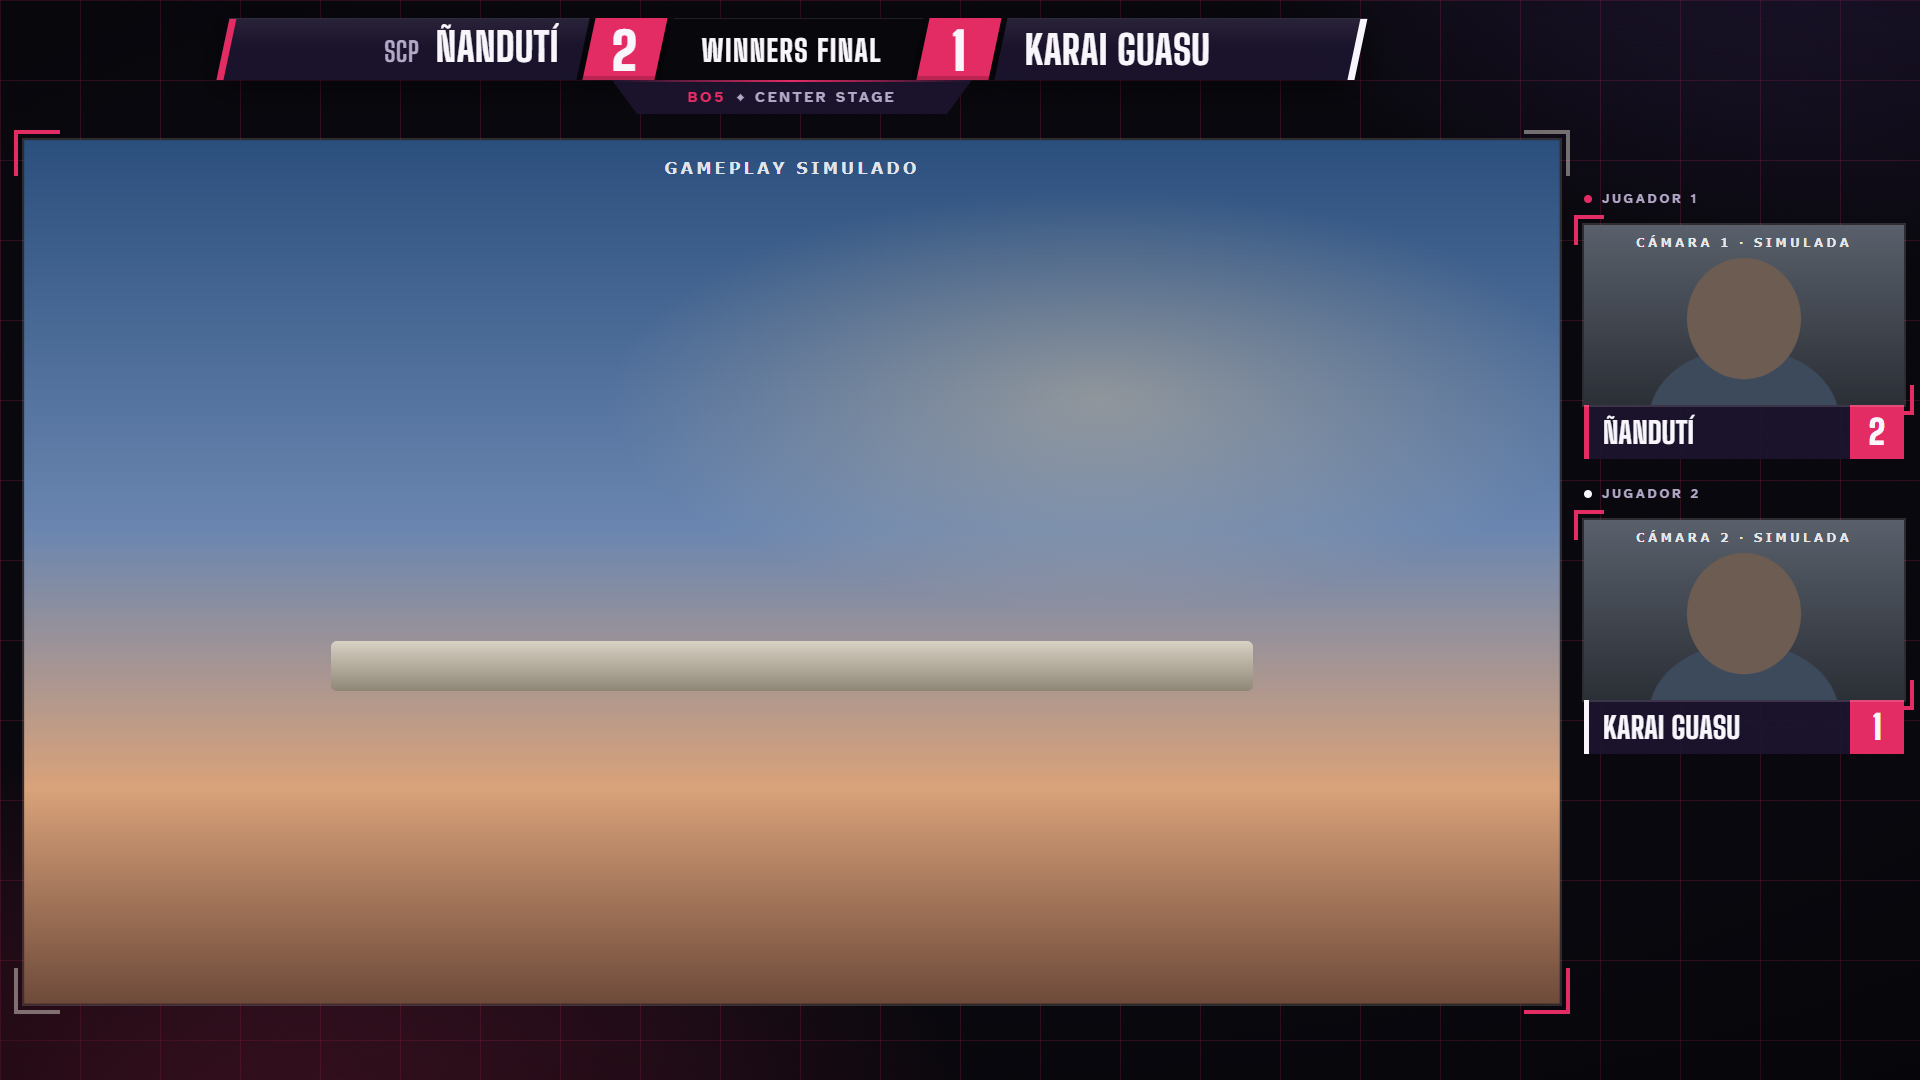 SCP ÑANDUTÍ 2 WINNERS FINAL 1 KARAI GUASU
BO5 ◆ CENTER STAGE
GAMEPLAY SIMULADO
JUGADOR 1
CÁMARA 1 · SIMULADA
ÑANDUTÍ 2
JUGADOR 2
CÁMARA 2 · SIMULADA
KARAI GUASU 1